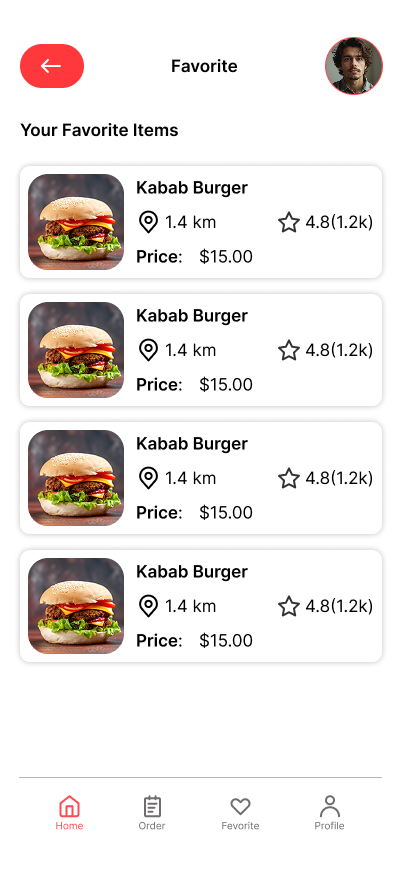 Favorite
Your Favorite Items
Kabab Burger
1.4 km 4.8(1.2k)
Price: $15.00
Kabab Burger
1.4 km 4.8(1.2k)
Price: $15.00
Kabab Burger
1.4 km 4.8(1.2k)
Price: $15.00
Kabab Burger
1.4 km 4.8(1.2k)
Price: $15.00
Home Order Fevorite Profile